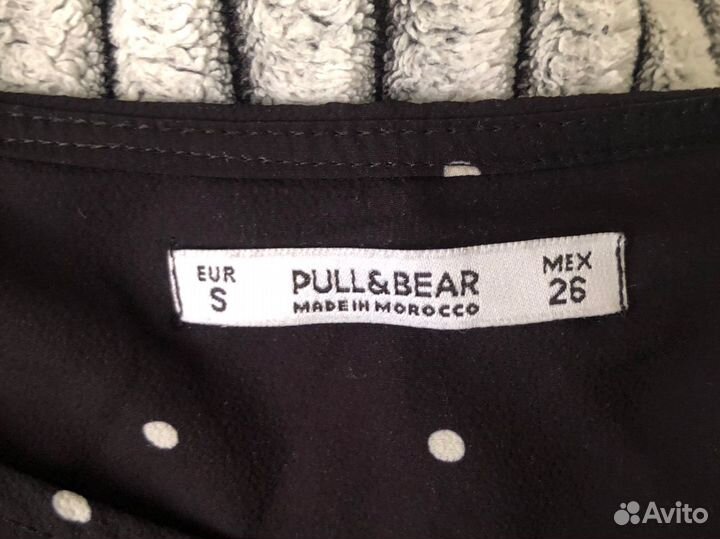 EUR
S
PULL&BEAR
MADE IN MOROCCO
MEX
26
Avito